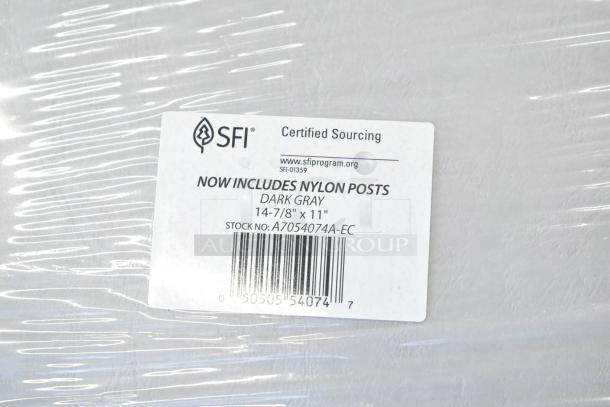 SFI®
Certified Sourcing
www.sfiprogram.org
SFI-01359
NOW INCLUDES NYLON POSTS
DARK GRAY
14-7/8" x 11"
STOCK NO: A7054074A-EC
0 50505 54074 7